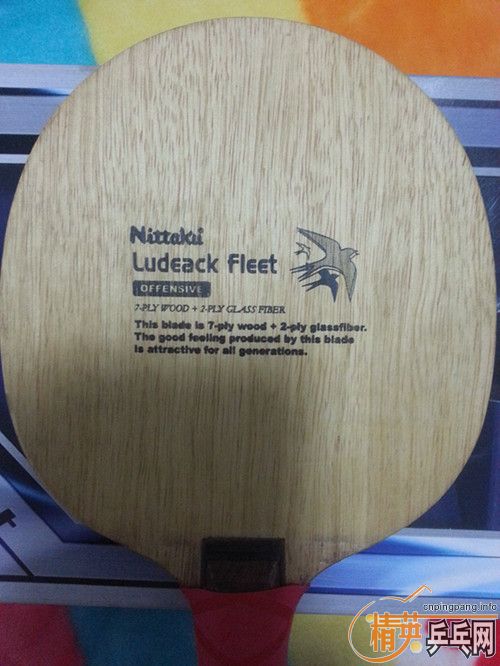 Nittaku
Ludeack Fleet
OFFENSIVE
7-PLY WOOD + 2-PLY GLASS FIBER
This blade is 7-ply wood + 2-ply glassfiber.
The good feeling produced by this blade
is attractive for all generations.
cnpingpang.info
精英乒乓网